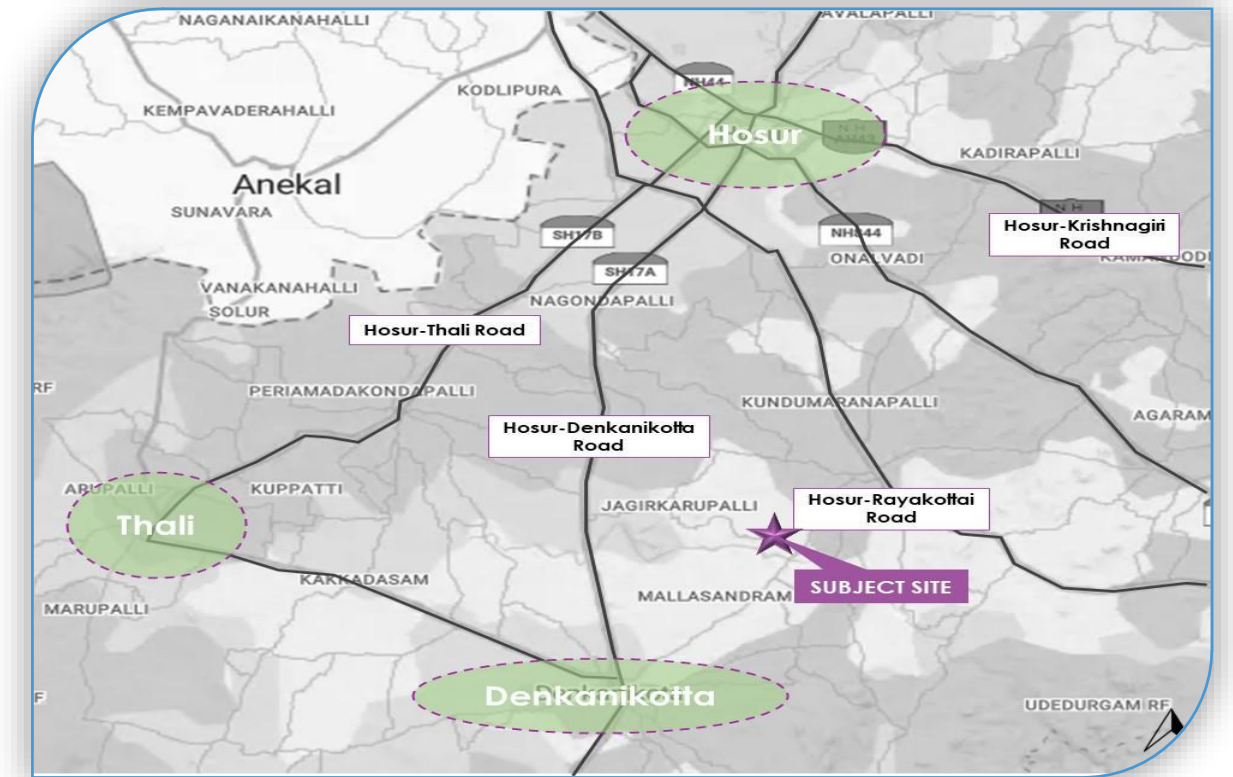 NAGANAIKANAHALLI
AVALAPALLI
KODLIPURA
NH44
KEMPAVADERAHALLI
Hosur
N H
KADIRAPALLI
Anekal
SUNAVARA
N H
Hosur-Krishnagiri
Road
SH17B
NH844
ONALVADI
SH17A
VANAKANAHALLI
NAGONDAPALLI
SOLUR
Hosur-Thali Road
RF
PERIAMADAKONDAPALLI
KUNDUMARANAPALLI
AGARAM
Hosur-Denkanikotta
Road
ARUPALLI
KUPPATTI
JAGIRKARUPALLI
Hosur-Rayakottai
Road
Thali
KAKKADASAM
SUBJECT SITE
MALLASANDRAM
MARUPALLI
Denkanikotta
F
UDEDURGAM RF